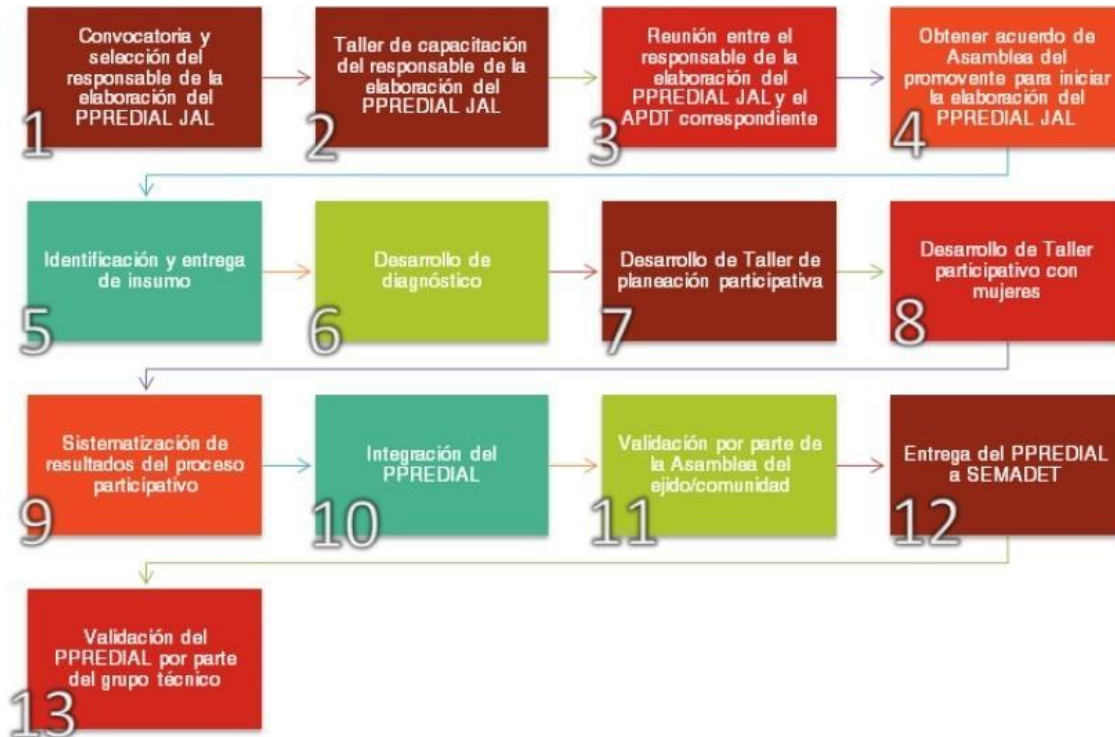 Convocatoria y
selección del
responsable de la
elaboración del
PPREDIAL JAL
1
Taller de capacitación
del responsable de la
elaboración del
PPREDIAL JAL
2
Reunión entre el
responsable de la
elaboración del
PPREDIAL JAL y el
APDT correspondiente
3
Obtener acuerdo de
Asamblea del
promovente para iniciar
la elaboración del
PPREDIAL JAL
4
Identificación y entrega
de insumo
5
Desarrollo de
diagnóstico
6
Desarrollo de Taller de
planeación participativa
7
Desarrollo de Taller
participativo con
mujeres
8
Sistematización de
resultados del proceso
participativo
9
Integración del
PPREDIAL
10
Validación por parte de
la Asamblea del
ejido/comunidad
11
Entrega del PPREDIAL
a SEMADET
12
Validación del
PPREDIAL por parte
del grupo técnico
13